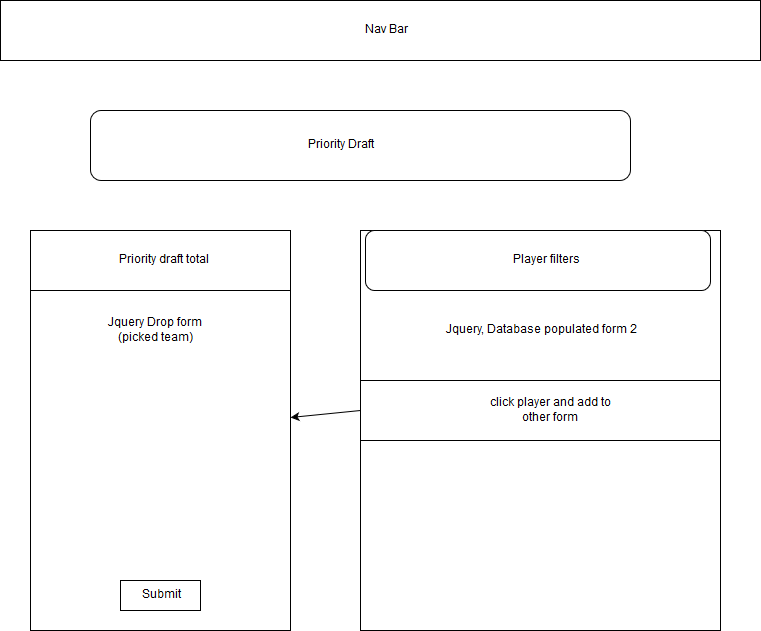 Nav Bar
Priority Draft
Priority draft total
Jquery Drop form
(picked team)
Submit
Player filters
Jquery, Database populated form 2
click player and add to
other form